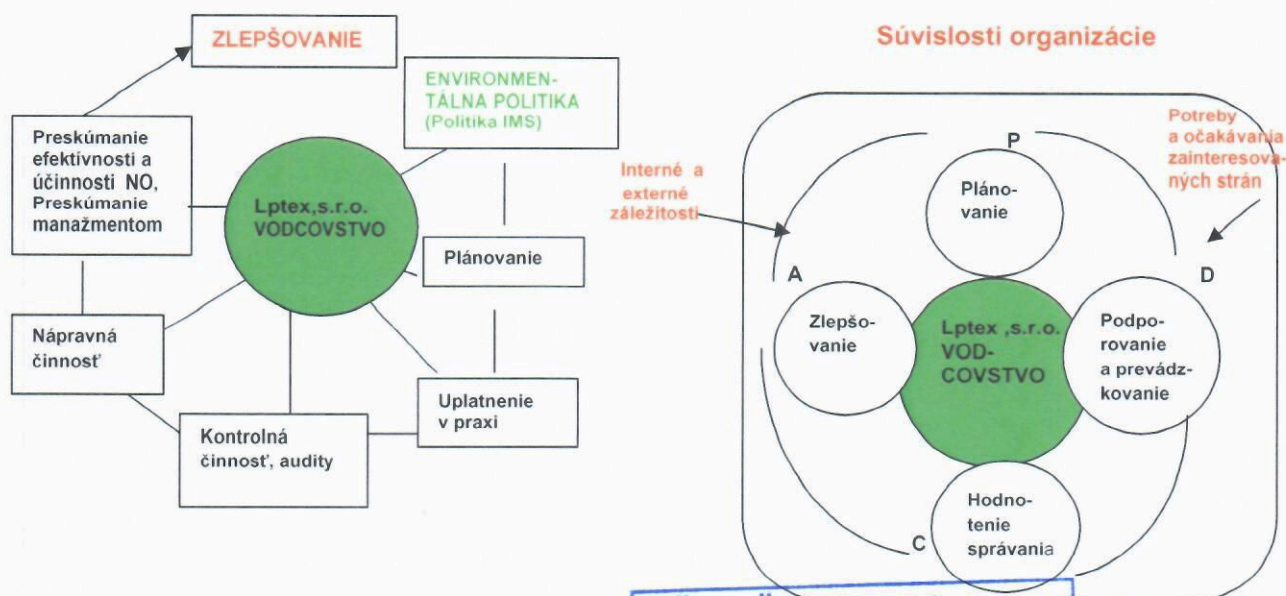 ZLEPŠOVANIE
ENVIRONMEN-
TÁLNA POLITIKA
(Politika IMS)
Preskúmanie
efektívnosti a
účinnosti NO,
Preskúmanie
manažmentom
Lptex,s.r.o.
VODCOVSTVO
Plánovanie
Nápravná
činnosť
Uplatnenie
v praxi
Kontrolná
činnosť, audity
Súvislosti organizácie
Interné a
externé
záležitosti
Potreby
a očakávania
zainteresova-
ných strán
P
Pláno-
vanie
A
D
Zlepšo-
vanie
Lptex ,s.r.o.
VOD-
COVSTVO
Podpo-
rovanie
a prevádz-
kovanie
Hodno-
tenie
správania
C